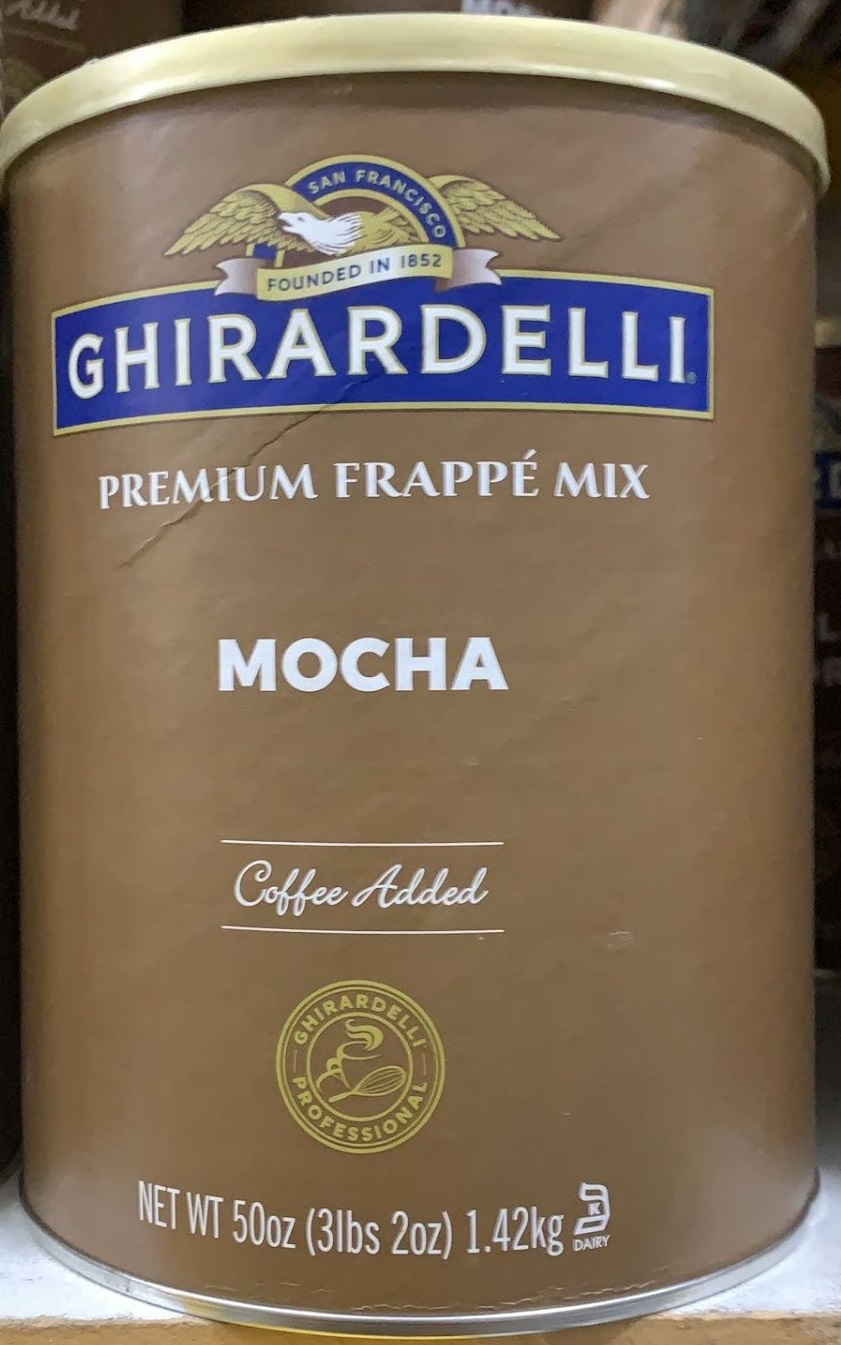 Added
SAN FRANCISCO
FOUNDED IN 1852
GHIRARDELLI®
PREMIUM FRAPPÉ MIX
MOCHA
Coffee Added
GHIRARDELLI
PROFESSIONAL
NET WT 50oz (3lbs 2oz) 1.42kg
K
DAIRY